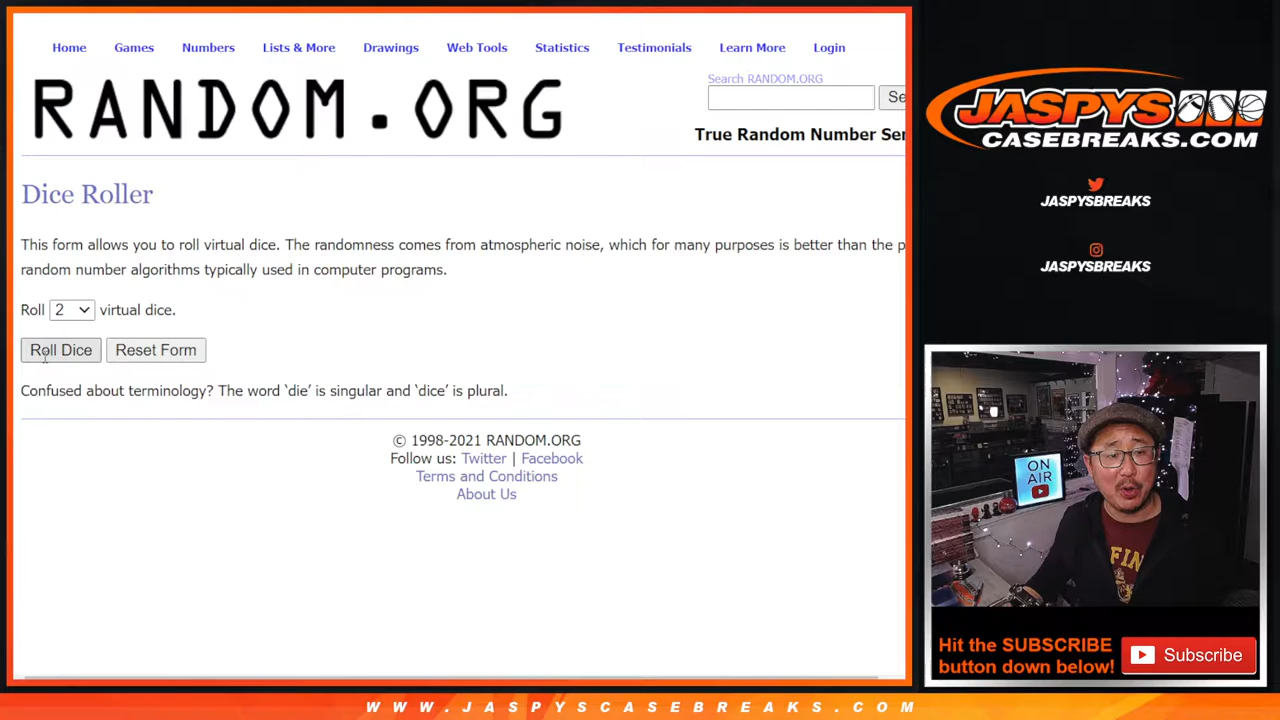 Home Games Numbers Lists & More Drawings Web Tools Statistics Testimonials Learn More Login
RANDOM.ORG
Search RANDOM.ORG
Se
True Random Number Ser
Dice Roller
This form allows you to roll virtual dice. The randomness comes from atmospheric noise, which for many purposes is better than the p
random number algorithms typically used in computer programs.
Roll 2 virtual dice.
Roll Dice Reset Form
Confused about terminology? The word ‘die’ is singular and ‘dice’ is plural.
© 1998-2021 RANDOM.ORG
Follow us: Twitter | Facebook
Terms and Conditions
About Us
JASPYS
CASEBREAKS.COM
JASPYSBREAKS
JASPYSBREAKS
ON
AIR
Hit the SUBSCRIBE
button down below!
Subscribe
WWW.JASPYSCASEBREAKS.COM